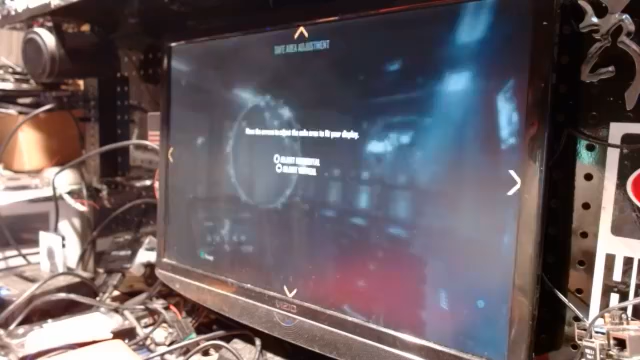 SAFE AREA ADJUSTMENT
Move the arrows to adjust the safe area to fit your display.
ADJUST HORIZONTAL
ADJUST VERTICAL